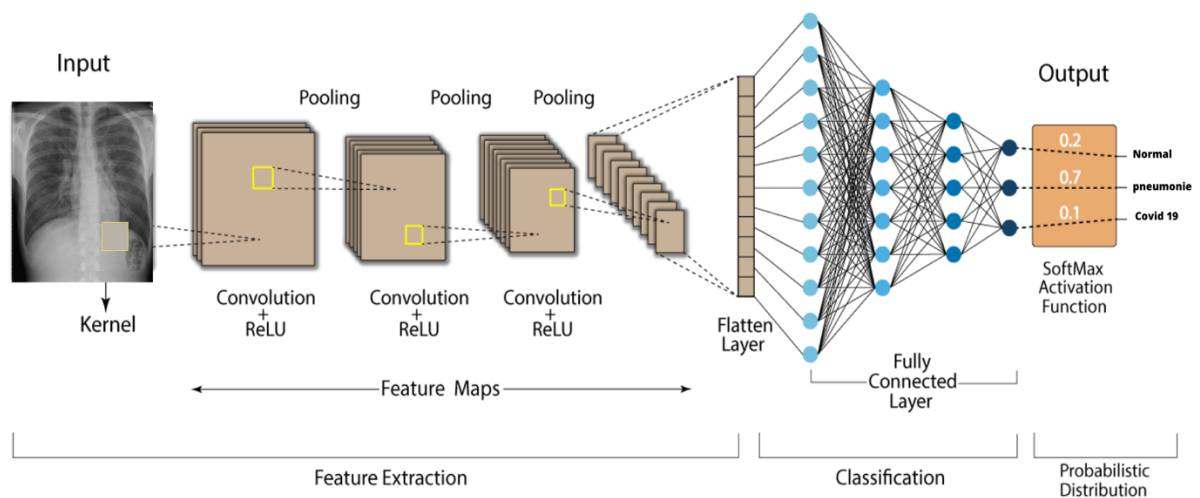 Input
Kernel
Pooling
Pooling
Pooling
Convolution
+
ReLU
Convolution
+
ReLU
Convolution
+
ReLU
Feature Maps
Flatten
Layer
Fully
Connected
Layer
Output
0.2
Normal
0.7
pneumonie
0.1
Covid 19
SoftMax
Activation
Function
Feature Extraction
Classification
Probabilistic
Distribution